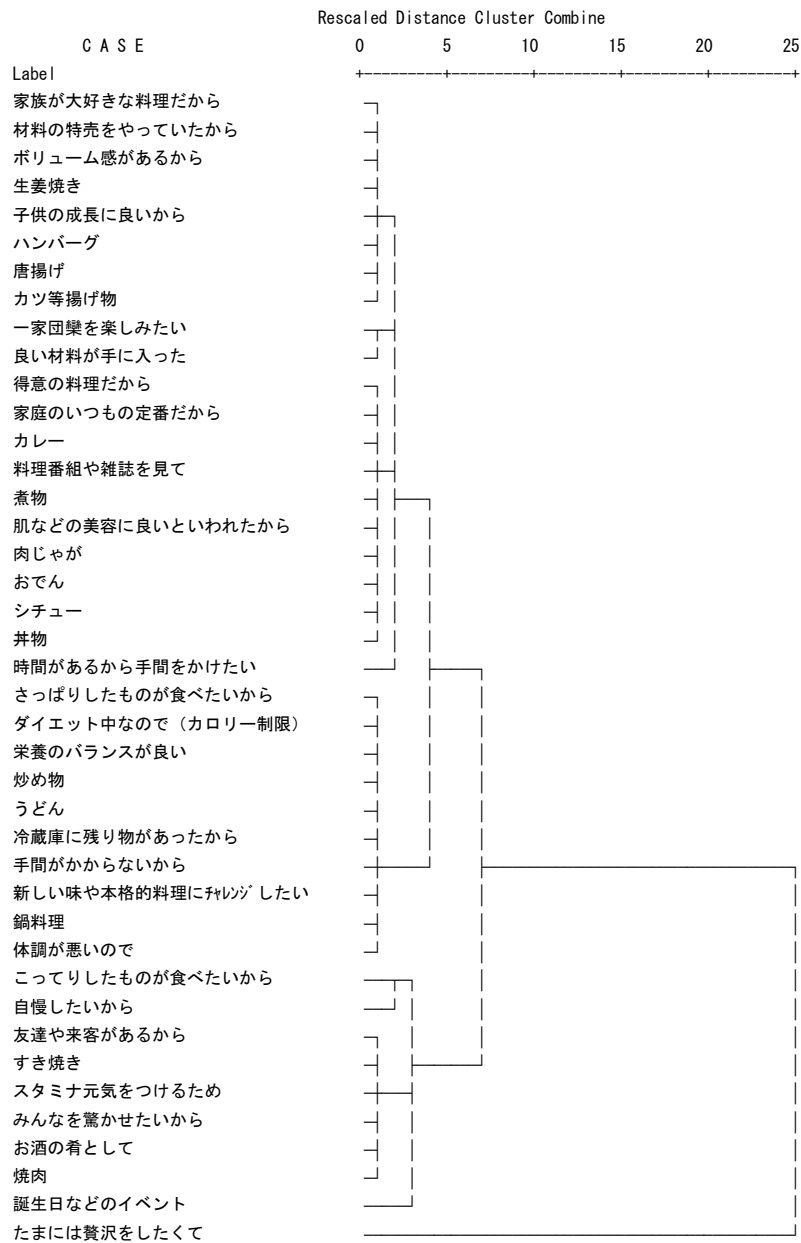 Rescaled Distance Cluster Combine
C A S E 0 5 10 15 20 25
Label
家族が大好きな料理だから
材料の特売をやっていたから
ボリューム感があるから
生姜焼き
子供の成長に良いから
ハンバーグ
唐揚げ
カツ等揚げ物
一家団欒を楽しみたい
良い材料が手に入った
得意の料理だから
家庭のいつもの定番だから
カレー
料理番組や雑誌を見て
煮物
肌などの美容に良いといわれたから
肉じゃが
おでん
シチュー
丼物
時間があるから手間をかけたい
さっぱりしたものが食べたいから
ダイエット中なので（カロリー制限）
栄養のバランスが良い
炒め物
うどん
冷蔵庫に残り物があったから
手間がかからないから
新しい味や本格的料理にﾁｬﾚﾝｼﾞしたい
鍋料理
体調が悪いので
こってりしたものが食べたいから
自慢したいから
友達や来客があるから
すき焼き
スタミナ元気をつけるため
みんなを驚かせたいから
お酒の肴として
焼肉
誕生日などのイベント
たまには贅沢をしたくて